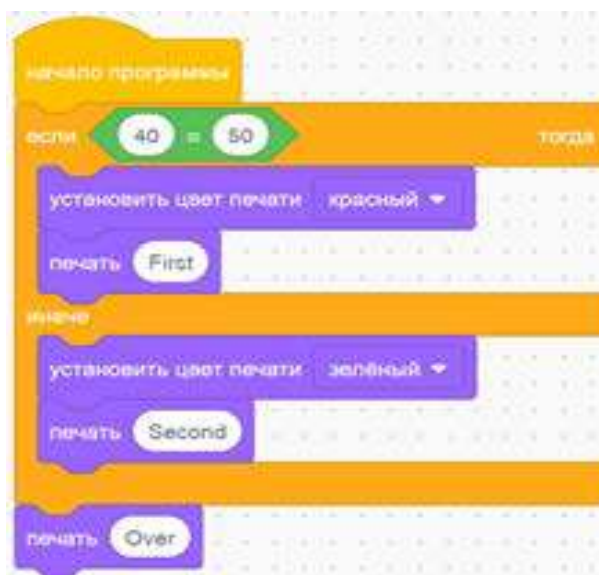 начало программы
если 40 = 50 тогда
установить цвет печати красный
печать First
иначе
установить цвет печати зелёный
печать Second
печать Over